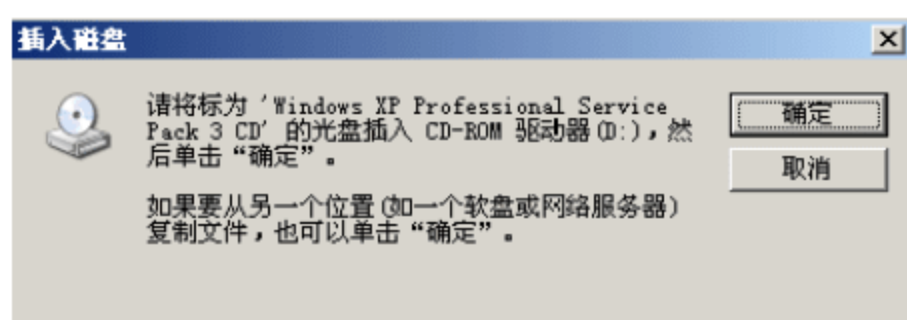 插入磁盘
请将标为 'Windows XP Professional Service
Pack 3 CD' 的光盘插入 CD-ROM 驱动器(D:)，然
后单击“确定”。
如果要从另一个位置(如一个软盘或网络服务器)
复制文件，也可以单击“确定”。
确定
取消